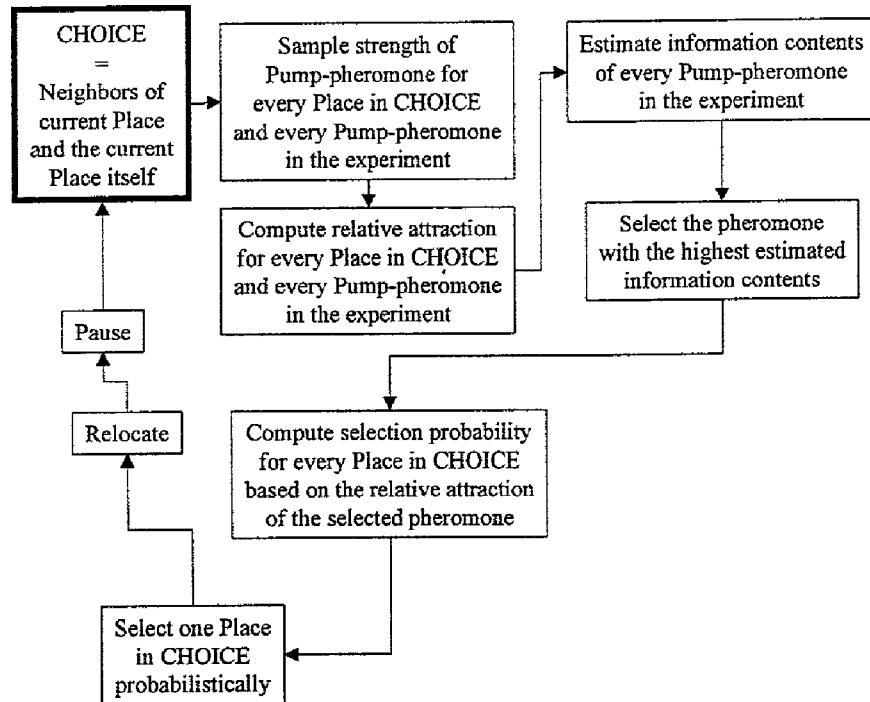 CHOICE
=
Neighbors of
current Place
and the current
Place itself
Sample strength of
Pump-pheromone for
every Place in CHOICE
and every Pump-pheromone
in the experiment
Compute relative attraction
for every Place in CHOICE
and every Pump-pheromone
in the experiment
Estimate information contents
of every Pump-pheromone
in the experiment
Select the pheromone
with the highest estimated
information contents
Compute selection probability
for every Place in CHOICE
based on the relative attraction
of the selected pheromone
Select one Place
in CHOICE
probabilistically
Relocate
Pause